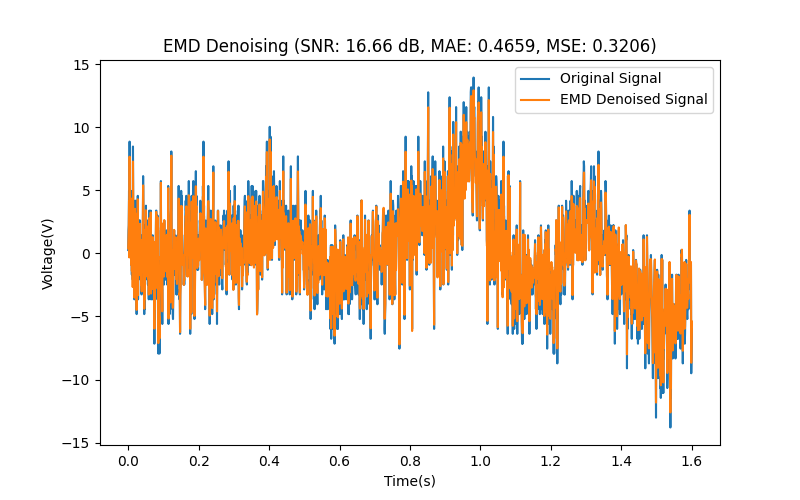 EMD Denoising (SNR: 16.66 dB, MAE: 0.4659, MSE: 0.3206)
Original Signal
EMD Denoised Signal
15
10
5
0
−5
−10
−15
Voltage(V)
0.0 0.2 0.4 0.6 0.8 1.0 1.2 1.4 1.6
Time(s)